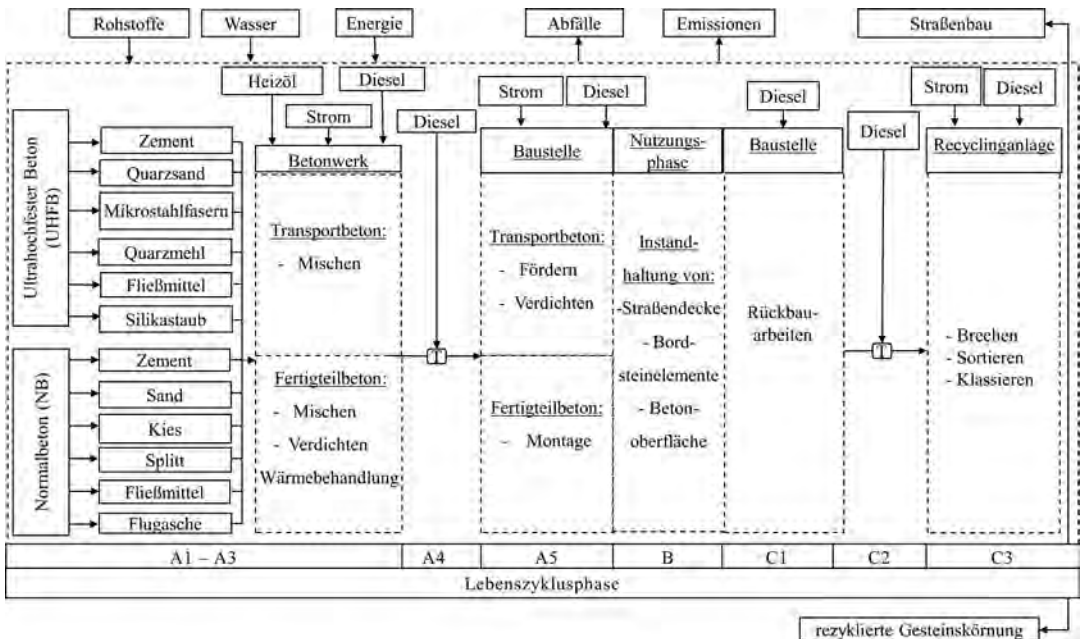 Rohstoffe
Wasser
Energie
Abfälle
Emissionen
Straßenbau
Heizöl
Diesel
Strom
Diesel
Strom
Diesel
Diesel
Diesel
Strom
Diesel
Ultrahochfester Beton
(UHFB)
Zement
Quarzsand
Mikrostahlfasern
Quarzmehl
Fließmittel
Silikastaub
Normalbeton (NB)
Zement
Sand
Kies
Splitt
Fließmittel
Flugasche
Betonwerk
Transportbeton:
- Mischen
Fertigteilbeton:
- Mischen
- Verdichten
Wärmebehandlung
T
Baustelle
Transportbeton:
- Fördern
- Verdichten
Fertigteilbeton:
- Montage
Nutzungs-
phase
Instand-
haltung von:
-Straßendecke
- Bord-
steinelemente
- Beton-
oberfläche
Baustelle
Rückbau-
arbeiten
T
Recyclinganlage
- Brechen
- Sortieren
- Klassieren
A1 – A3
A4
A5
B
C1
C2
C3
Lebenszyklusphase
rezyklierte Gesteinskörnung